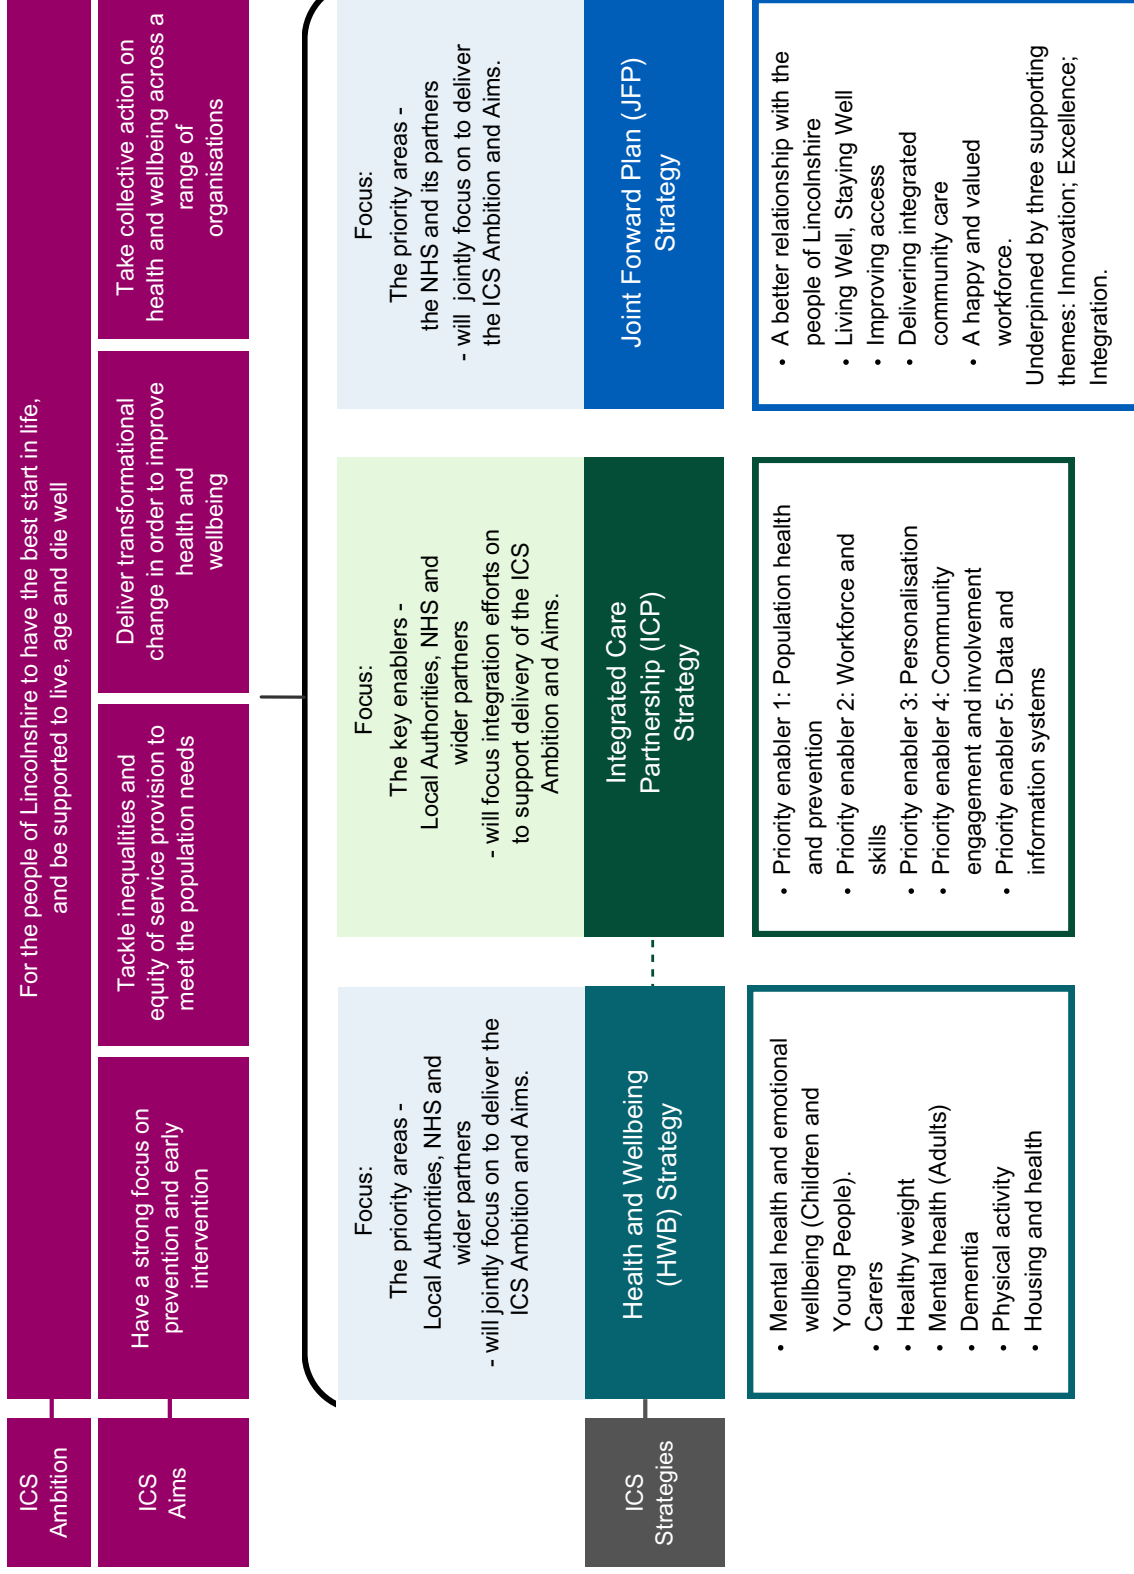 ICS
Ambition
For the people of Lincolnshire to have the best start in life,
and be supported to live, age and die well
ICS
Aims
Have a strong focus on
prevention and early
intervention
Tackle inequalities and
equity of service provision to
meet the population needs
Deliver transformational
change in order to improve
health and
wellbeing
Take collective action on
health and wellbeing across a
range of
organisations
Focus:
The priority areas -
Local Authorities, NHS and
wider partners
- will jointly focus on to deliver the
ICS Ambition and Aims.
Focus:
The key enablers -
Local Authorities, NHS and
wider partners
- will focus integration efforts on
to support delivery of the ICS
Ambition and Aims.
Focus:
The priority areas -
the NHS and its partners
- will  jointly focus on to deliver
the ICS Ambition and Aims.
ICS
Strategies
Health and Wellbeing
(HWB) Strategy
Integrated Care
Partnership (ICP)
Strategy
Joint Forward Plan (JFP)
Strategy
• Mental health and emotional
wellbeing (Children and
Young People).
• Carers
• Healthy weight
• Mental health (Adults)
• Dementia
• Physical activity
• Housing and health
• Priority enabler 1: Population health
and prevention
• Priority enabler 2: Workforce and
skills
• Priority enabler 3: Personalisation
• Priority enabler 4: Community
engagement and involvement
• Priority enabler 5: Data and
information systems
• A better relationship with the
people of Lincolnshire
• Living Well, Staying Well
• Improving access
• Delivering integrated
community care
• A happy and valued
workforce.
Underpinned by three supporting
themes: Innovation; Excellence;
Integration.